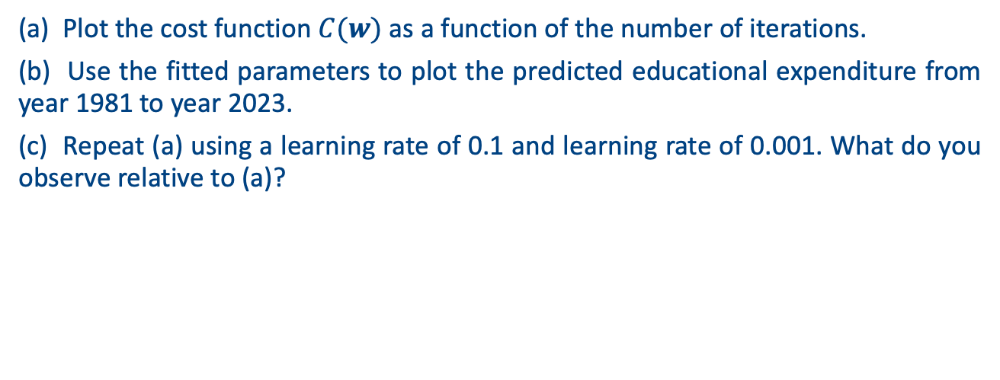 (a) Plot the cost function C(w) as a function of the number of iterations.
(b) Use the fitted parameters to plot the predicted educational expenditure from
year 1981 to year 2023.
(c) Repeat (a) using a learning rate of 0.1 and learning rate of 0.001. What do you
observe relative to (a)?